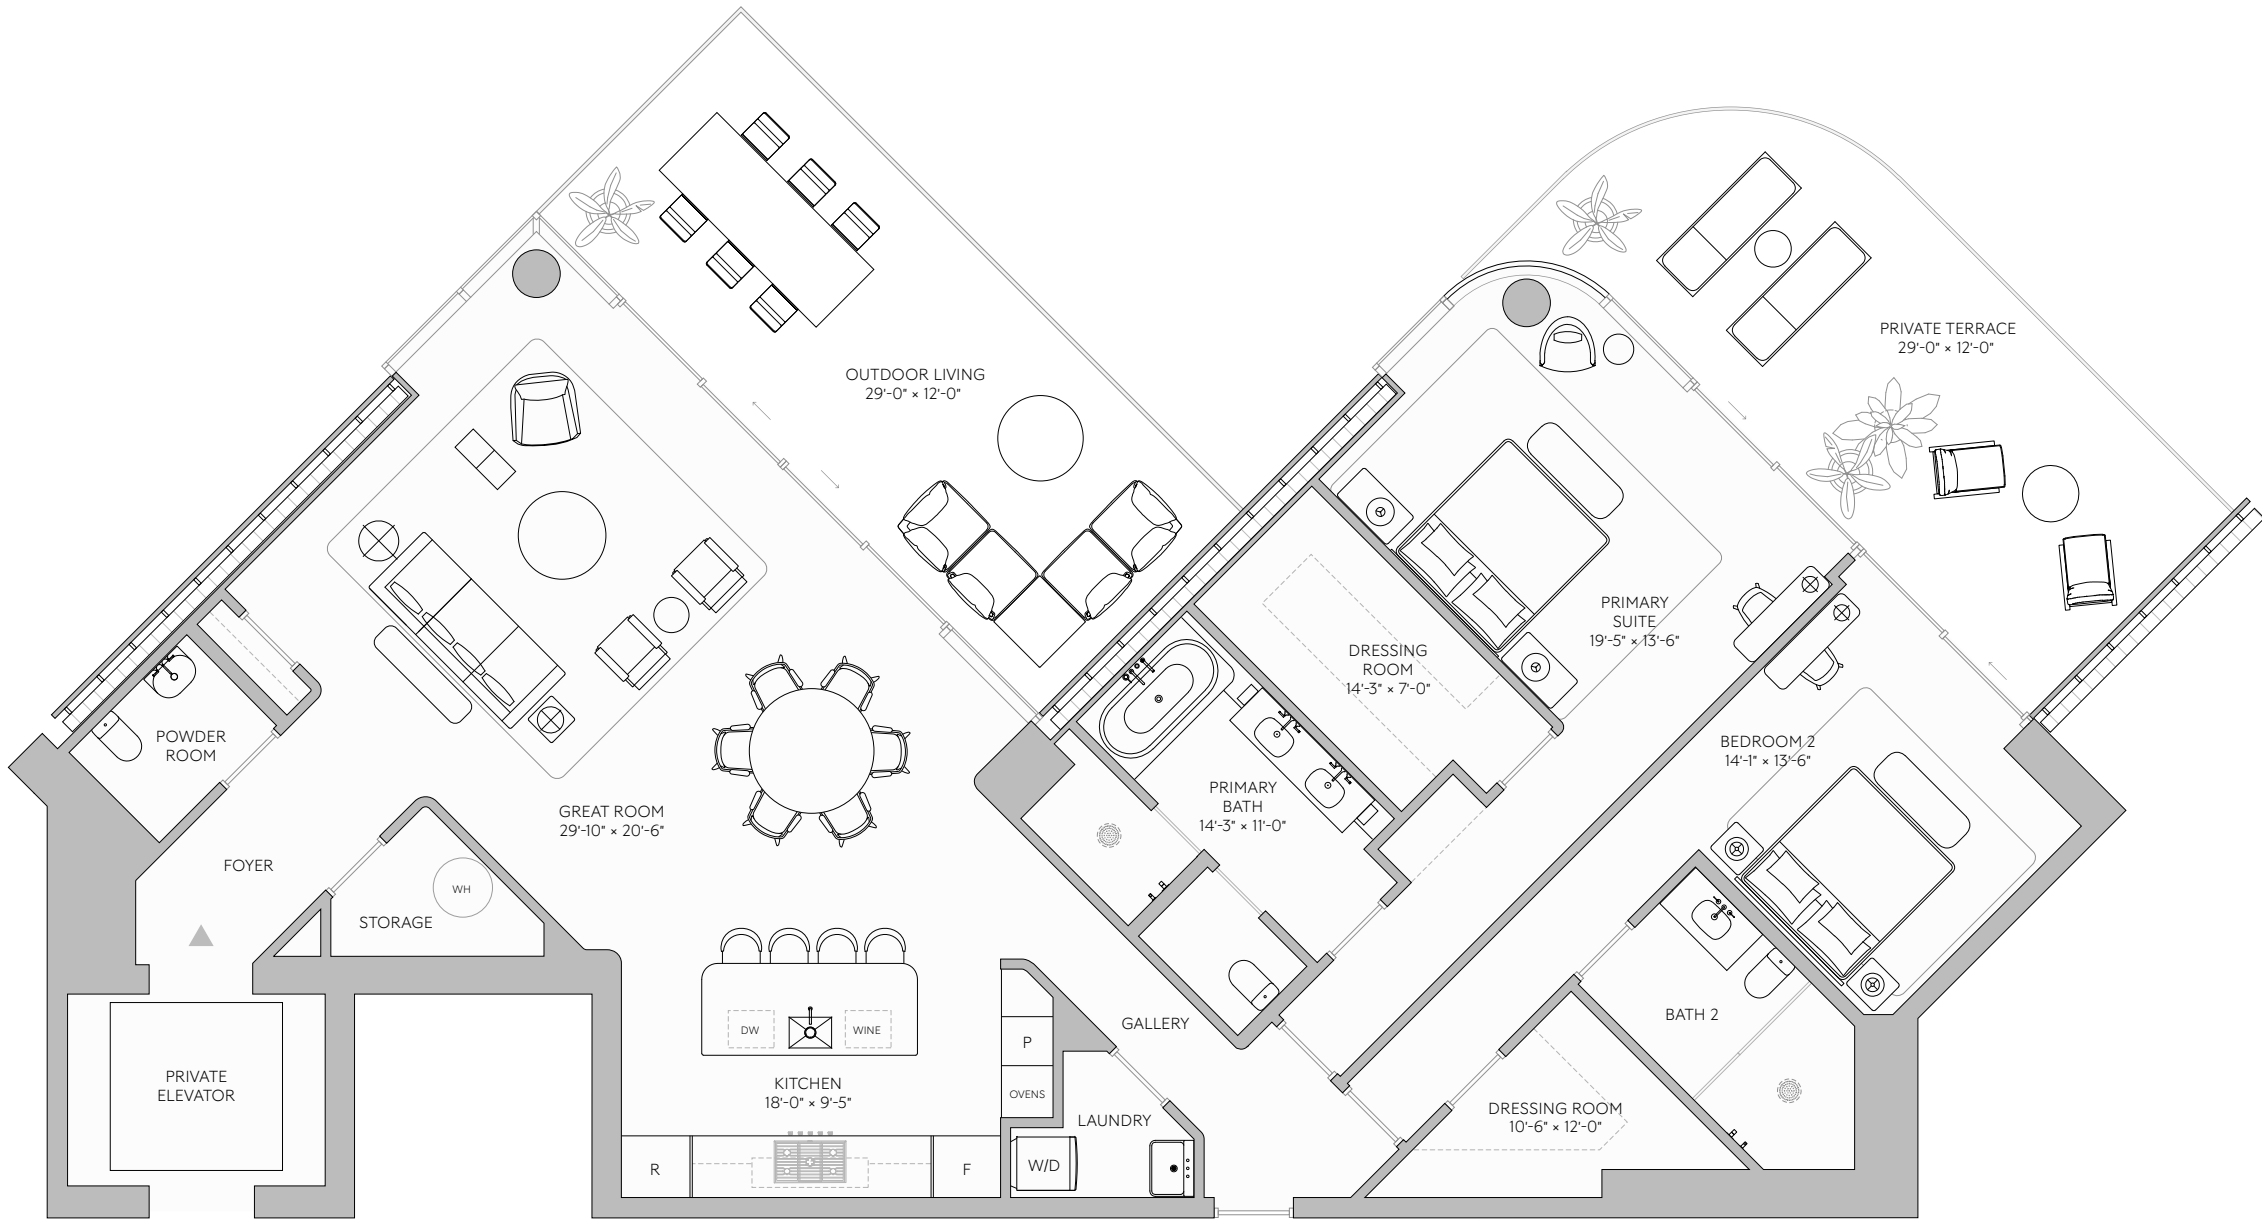 OUTDOOR LIVING
29'-0" × 12'-0"
PRIVATE TERRACE
29'-0" × 12'-0"
PRIMARY
SUITE
19'-5" × 13'-6"
DRESSING
ROOM
14'-3" × 7'-0"
POWDER
ROOM
BEDROOM 2
14'-1" × 13'-6"
PRIMARY
BATH
14'-3" × 11'-0"
GREAT ROOM
29'-10" × 20'-6"
FOYER
WH
STORAGE
GALLERY
BATH 2
DW
WINE
P
PRIVATE
ELEVATOR
KITCHEN
18'-0" × 9'-5"
OVENS
LAUNDRY
DRESSING ROOM
10'-6" × 12'-0"
R
F
W/D